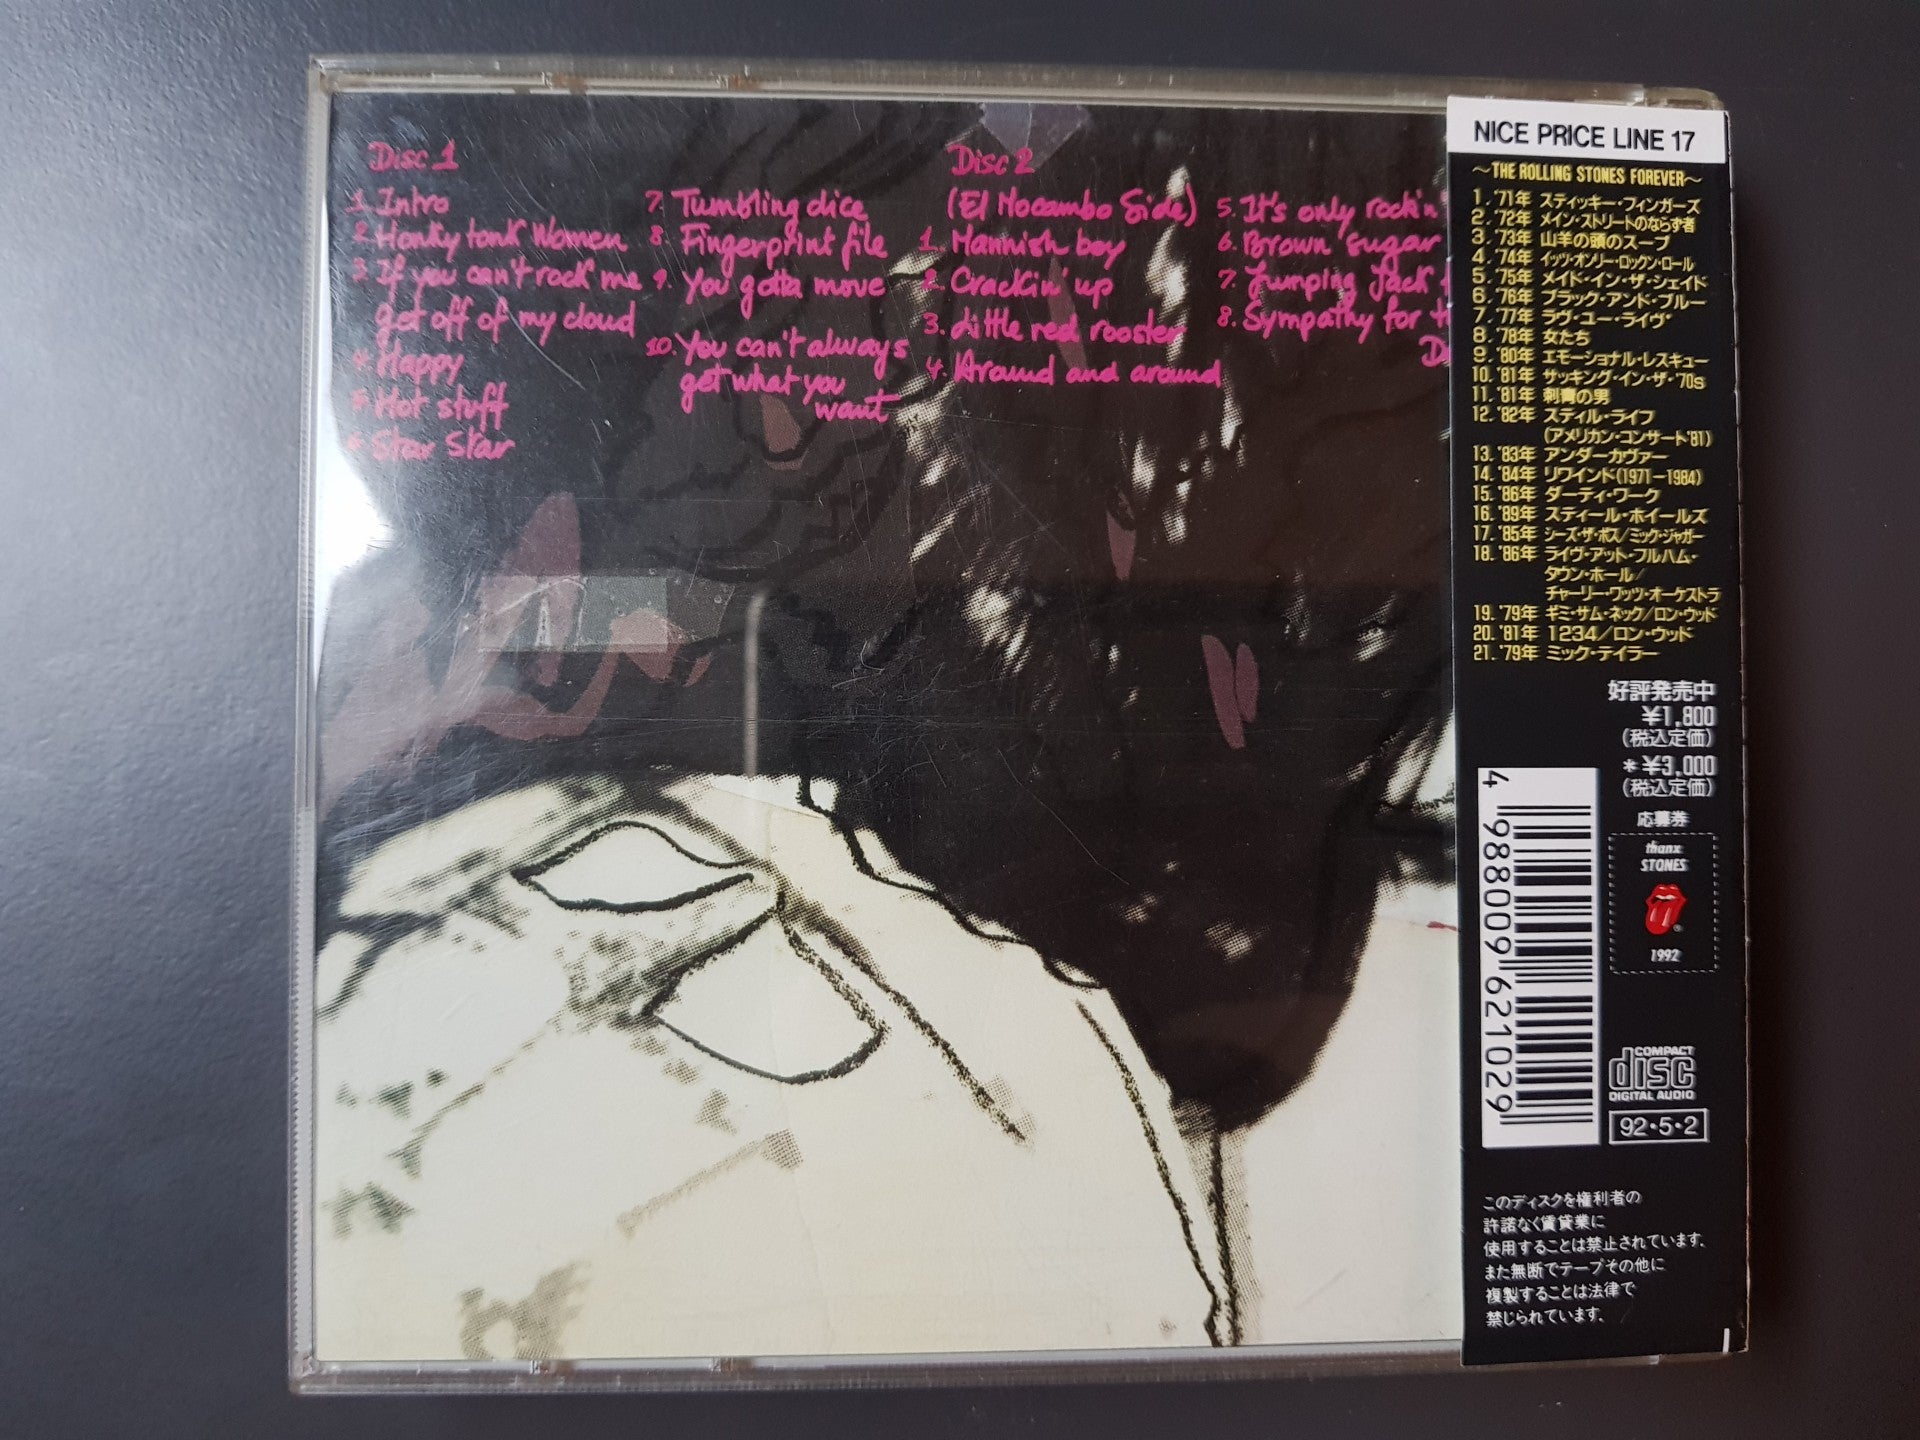 Disc 1
1 Intro
2 Honky tonk Women
3 If you can't rock me
get off of my cloud
4 Happy
5 Hot stuff
6 Star Star
7. Tumbling dice
8 Fingerprint file
9. You gotta move
10. You can't always
get what you
want
Disc 2
(El Mocambo Side)
1. Mannish boy
2. Crackin' up
3. Little red rooster
4. Around and around
5. It's only rock'n
6. Brown sugar
7. Jumping Jack
8. Sympathy for
NICE PRICE LINE 17
～THE ROLLING STONES FOREVER～
1. '71年 スティッキー・フィンガーズ
2. '72年 メイン・ストリートのならず者
3. '73年 山羊の頭のスープ
4. '74年 イッツ・オンリー・ロックン・ロール
5. '75年 メイド・イン・ザ・シェイド
6. '76年 ブラック・アンド・ブルー
7. '77年 ラヴ・ユー・ライヴ*
8. '78年 女たち
9. '80年 エモーショナル・レスキュー
10. '81年 サッキング・イン・ザ・'70s
11. '81年 刺青の男
12. '82年 スティル・ライフ
(アメリカン・コンサート'81)
13. '83年 アンダーカヴァー
14. '84年 リワインド(1971－1984)
15. '86年 ダーティ・ワーク
16. '89年 スティール・ホイールズ
17. '85年 シーズ・ザ・ボス／ミック・ジャガー
18. '86年 ライヴ・アット・フルハム・
タウン・ホール／
チャーリー・ワッツ・オーケストラ
19. '79年 ギミ・サム・ネック／ロン・ウッド
20. '81年 1234／ロン・ウッド
21. '79年 ミック・テイラー
好評発売中
¥1,800
(税込定価)
*¥3,000
(税込定価)
応募券
thanx
STONES
®
1992
4 988009 621029
COMPACT
disc
DIGITAL AUDIO
92・5・2
このディスクを権利者の
許諾なく賃貸業に
使用することは禁止されています。
また無断でテープその他に
複製することは法律で
禁じられています。